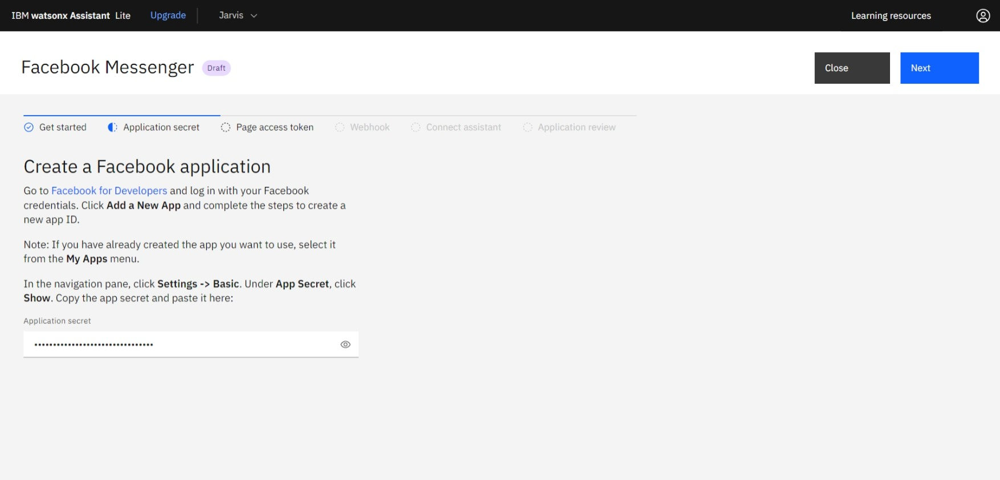 IBM watsonx Assistant Lite Upgrade Jarvis Learning resources
Facebook Messenger Draft Close Next
Get started Application secret Page access token Webhook Connect assistant Application review
Create a Facebook application
Go to Facebook for Developers and log in with your Facebook
credentials. Click Add a New App and complete the steps to create a
new app ID.
Note: If you have already created the app you want to use, select it
from the My Apps menu.
In the navigation pane, click Settings -> Basic. Under App Secret, click
Show. Copy the app secret and paste it here:
Application secret